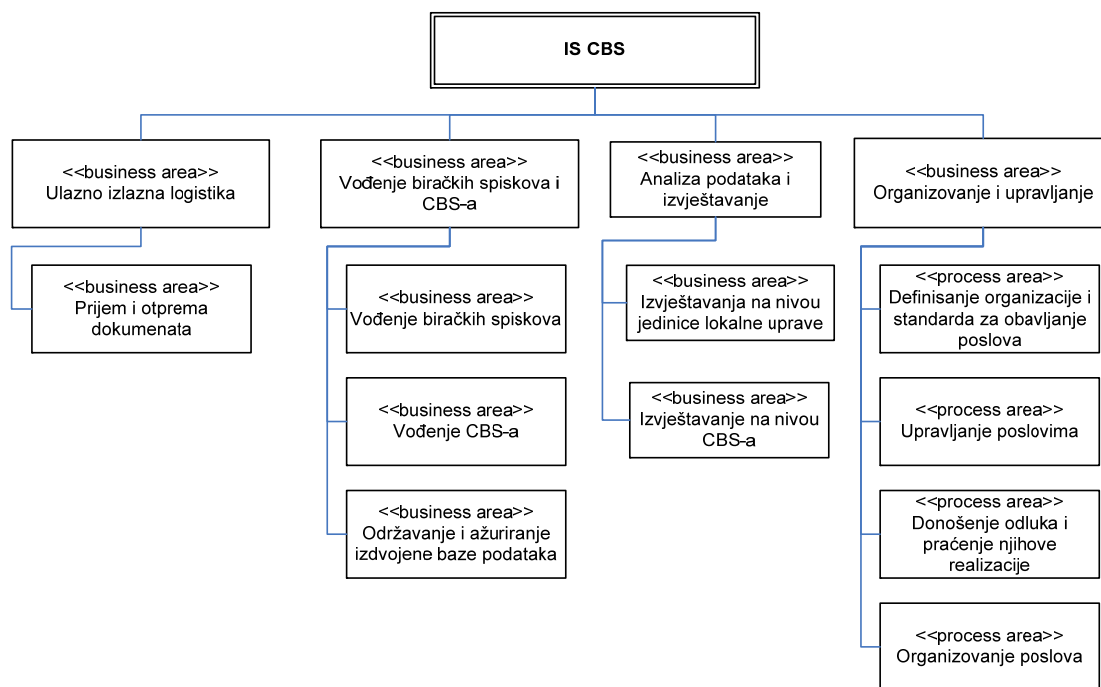 IS CBS
<<business area>>
Ulazno izlazna logistika
<<business area>>
Prijem i otprema
dokumenata
<<business area>>
Vođenje biračkih spiskova i
CBS-a
<<business area>>
Vođenje biračkih spiskova
<<business area>>
Vođenje CBS-a
<<business area>>
Održavanje i ažuriranje
izdvojene baze podataka
<<business area>>
Analiza podataka i
izvještavanje
<<business area>>
Izvještavanja na nivou
jedinice lokalne uprave
<<business area>>
Izvještavanje na nivou
CBS-a
<<business area>>
Organizovanje i upravljanje
<<process area>>
Definisanje organizacije i
standarda za obavljanje
poslova
<<process area>>
Upravljanje poslovima
<<process area>>
Donošenje odluka i
praćenje njihove
realizacije
<<process area>>
Organizovanje poslova